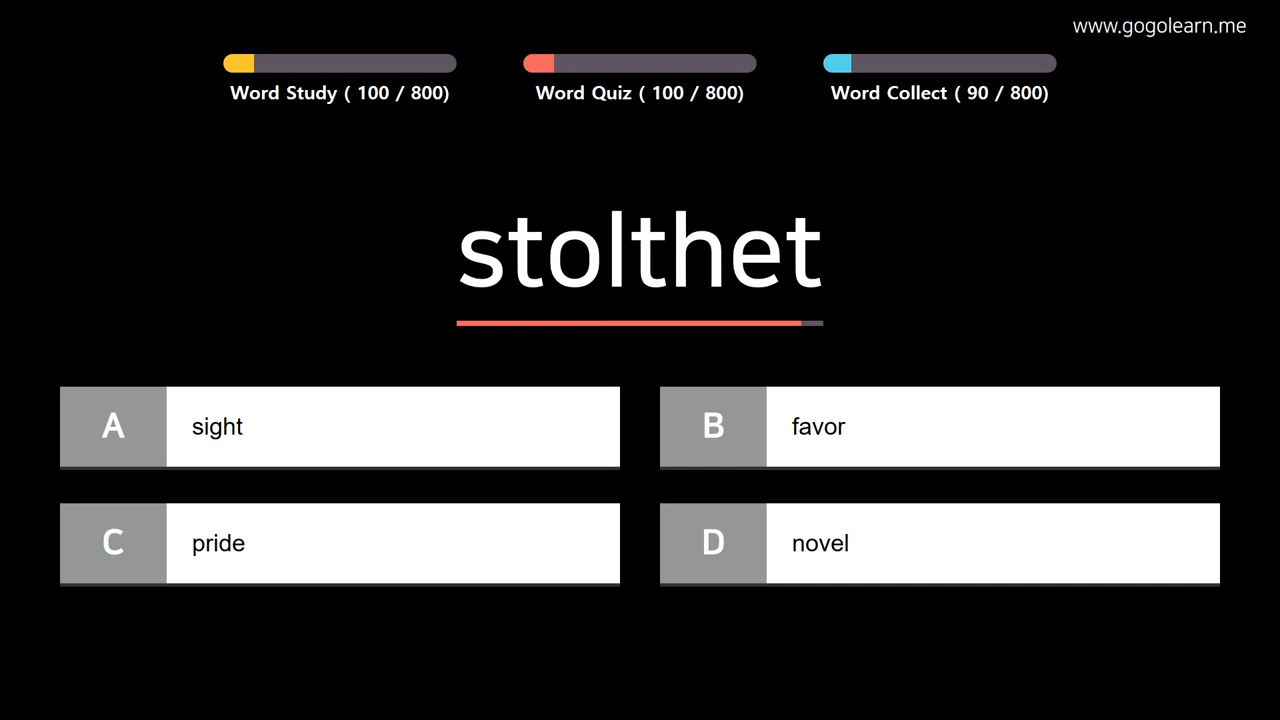 www.gogolearn.me
Word Study ( 100 / 800)
Word Quiz ( 100 / 800)
Word Collect ( 90 / 800)
stolthet
A sight
B favor
C pride
D novel